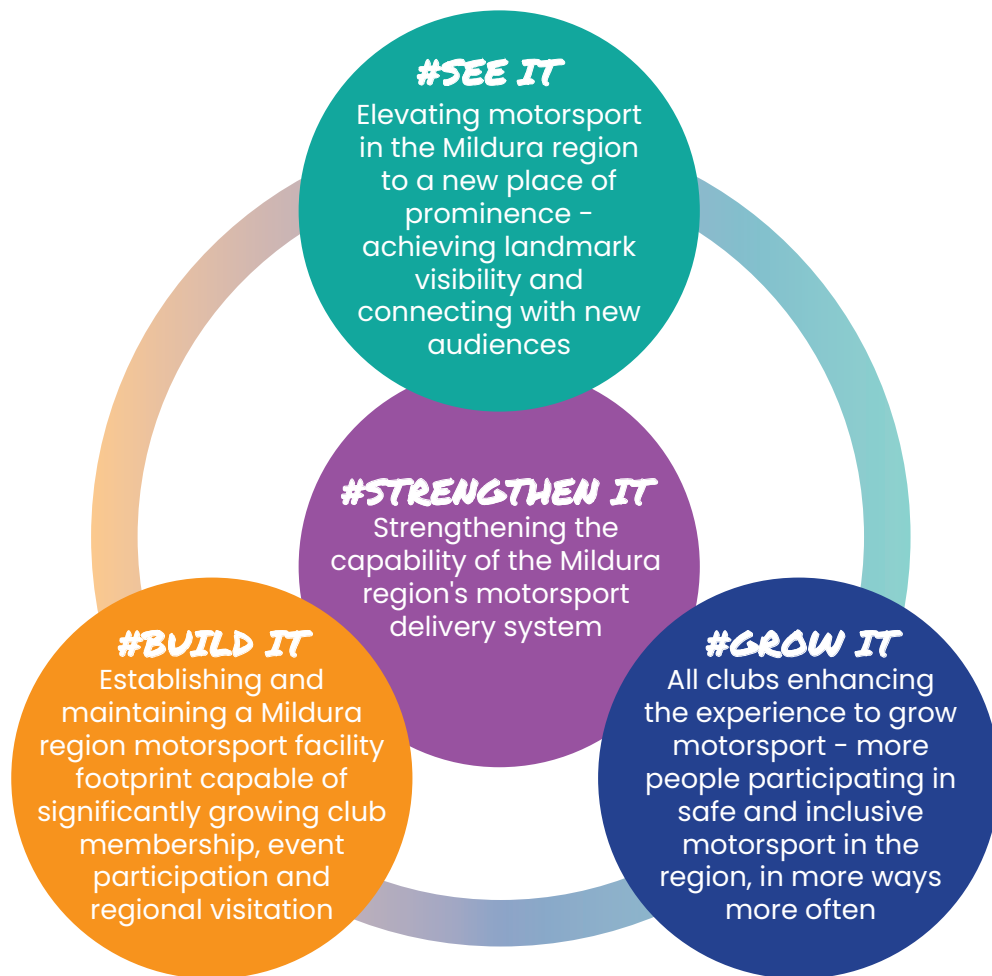 #SEE IT
Elevating motorsport
in the Mildura region
to a new place of
prominence -
achieving landmark
visibility and
connecting with new
audiences
#STRENGTHEN IT
Strengthening the
capability of the Mildura
region's motorsport
delivery system
#BUILD IT
Establishing and
maintaining a Mildura
region motorsport facility
footprint capable of
significantly growing club
membership, event
participation and
regional visitation
#GROW IT
All clubs enhancing
the experience to grow
motorsport - more
people participating in
safe and inclusive
motorsport in the
region, in more ways
more often